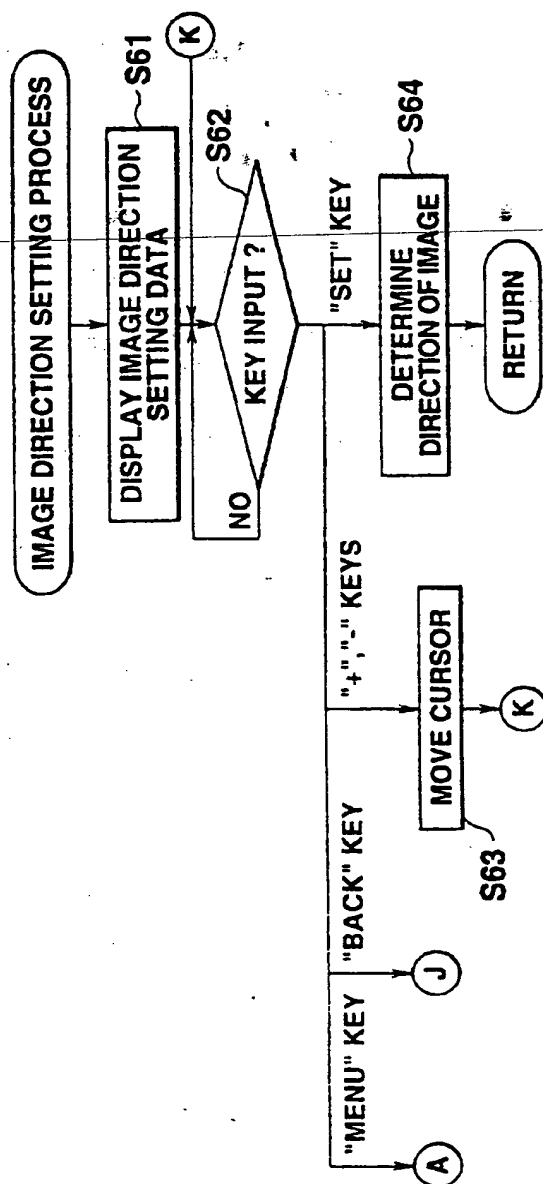 IMAGE DIRECTION SETTING PROCESS
DISPLAY IMAGE DIRECTION
SETTING DATA
S61
K
KEY INPUT ?
S62
NO
"MENU" KEY
"BACK" KEY
"+","-" KEYS
"SET" KEY
A
J
MOVE CURSOR
S63
K
DETERMINE
DIRECTION OF IMAGE
S64
RETURN